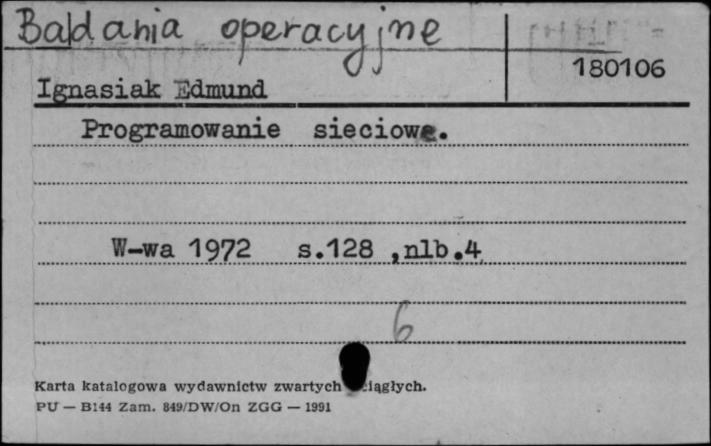 Badania operacyjne
180106
Ignasiak Edmund
Programowanie sieciowe.
W-wa 1972 s.128 ,nlb.4
6
Karta katalogowa wydawnictw zwartych ciągłych.
PU — B144 Zam. 849/DW/On ZGG — 1991